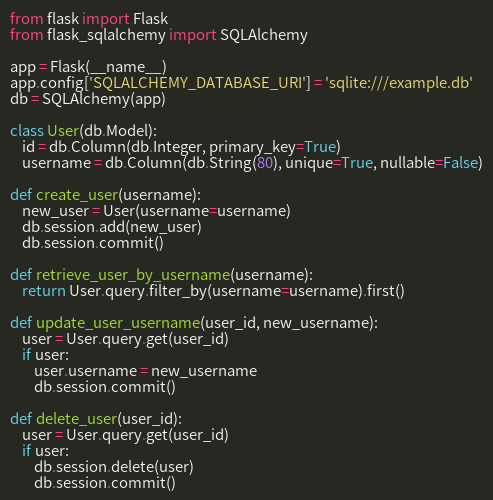 from flask import Flask
from flask_sqlalchemy import SQLAlchemy

app = Flask(__name__)
app.config['SQLALCHEMY_DATABASE_URI'] = 'sqlite:///example.db'
db = SQLAlchemy(app)

class User(db.Model):
    id = db.Column(db.Integer, primary_key=True)
    username = db.Column(db.String(80), unique=True, nullable=False)

def create_user(username):
    new_user = User(username=username)
    db.session.add(new_user)
    db.session.commit()

def retrieve_user_by_username(username):
    return User.query.filter_by(username=username).first()

def update_user_username(user_id, new_username):
    user = User.query.get(user_id)
    if user:
        user.username = new_username
        db.session.commit()

def delete_user(user_id):
    user = User.query.get(user_id)
    if user:
        db.session.delete(user)
        db.session.commit()